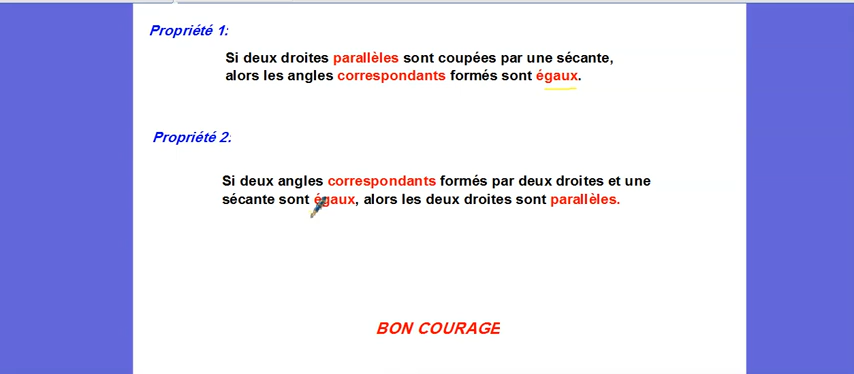 Propriété 1:
Si deux droites parallèles sont coupées par une sécante,
alors les angles correspondants formés sont égaux.
Propriété 2.
Si deux angles correspondants formés par deux droites et une
sécante sont égaux, alors les deux droites sont parallèles.
BON COURAGE